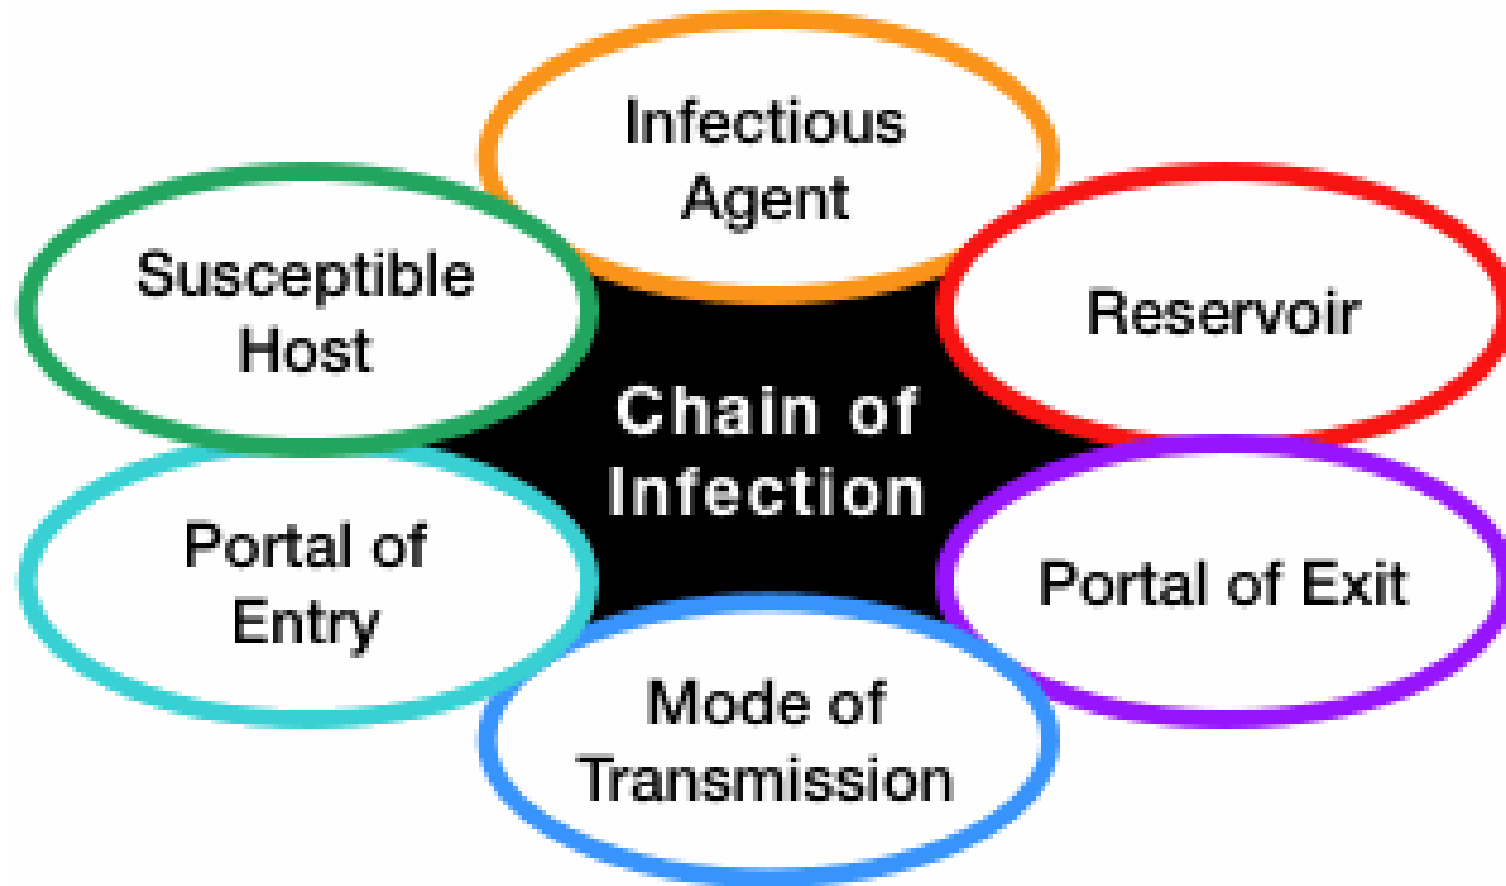 Infectious
Agent
Susceptible
Host
Reservoir
Chain of
Infection
Portal of
Entry
Portal of Exit
Mode of
Transmission